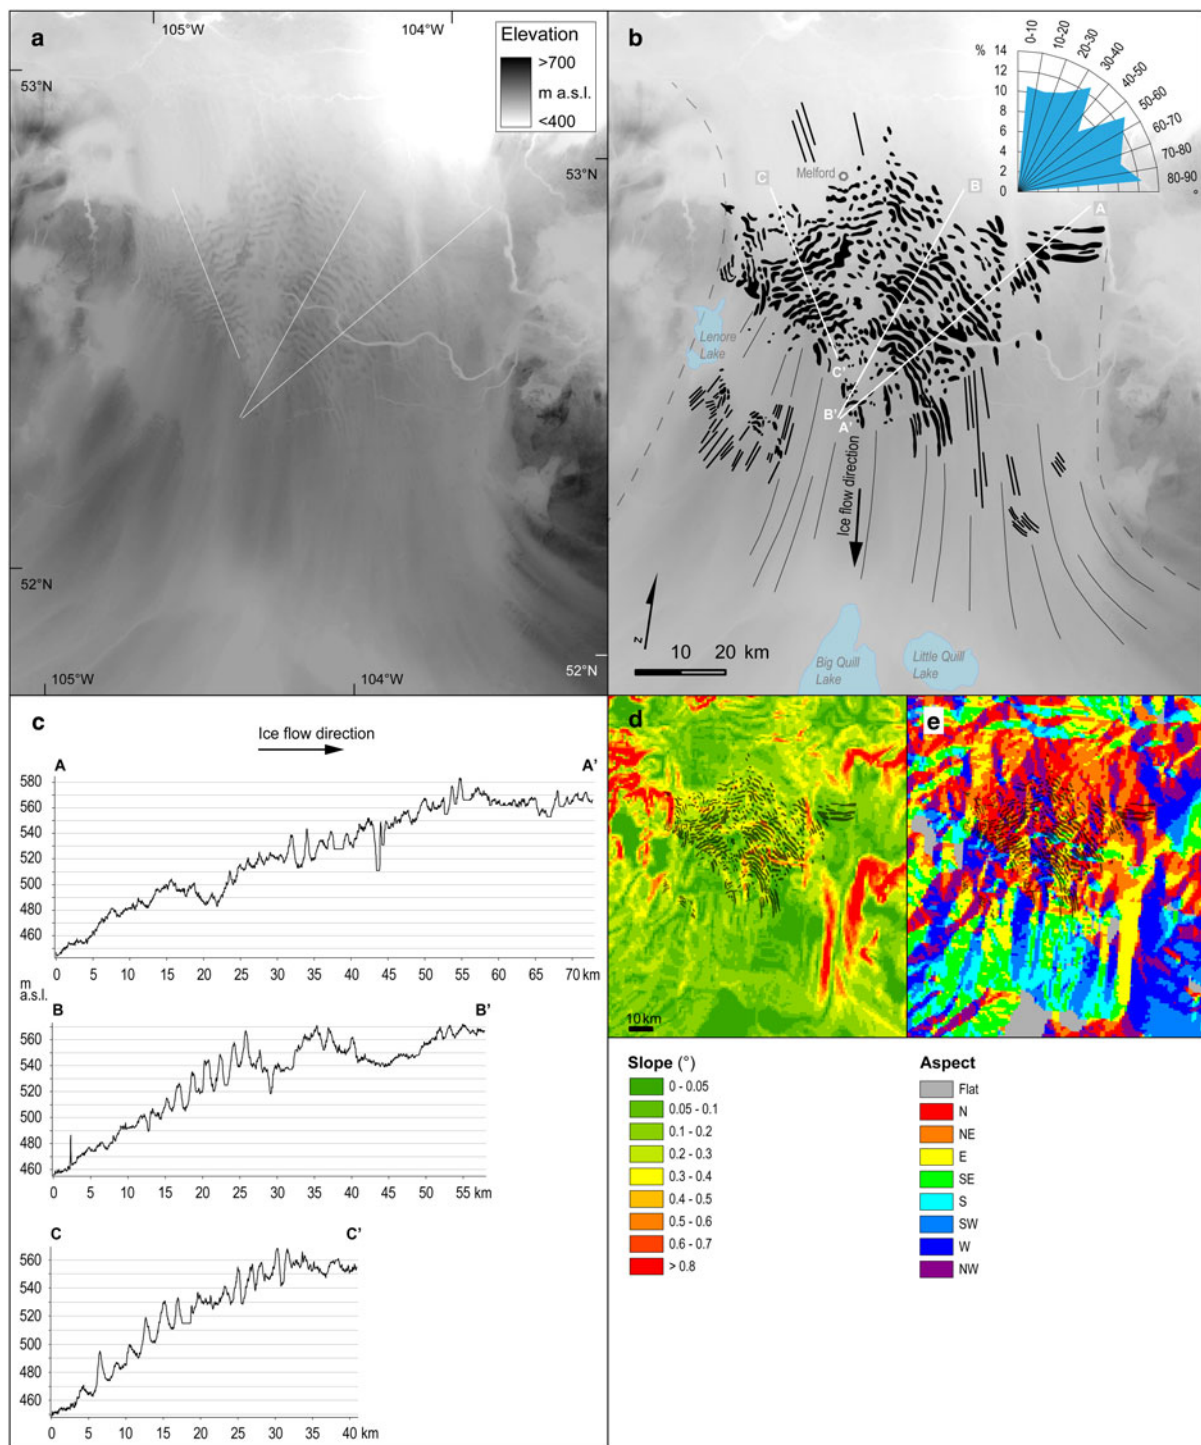 a
105°W
104°W
Elevation
>700
m a.s.l.
<400
53°N
53°N
52°N
52°N
105°W
104°W
b
%
14
12
10
8
6
4
2
0
0-10
10-20
20-30
30-40
40-50
50-60
60-70
70-80
80-90
°
Melford
C
B
A
Lenore
Lake
C'
B'
A'
Ice flow direction
z
10 20 km
Big Quill
Lake
Little Quill
Lake
c
Ice flow direction
A A'
580
560
540
520
500
480
460
0 5 10 15 20 25 30 35 40 45 50 55 60 65 70 km
m
a.s.l.
B B'
560
540
520
500
480
460
0 5 10 15 20 25 30 35 40 45 50 55 km
C C'
560
540
520
500
480
460
0 5 10 15 20 25 30 35 40 km
d
10 km
e
Slope (°)
0 - 0.05
0.05 - 0.1
0.1 - 0.2
0.2 - 0.3
0.3 - 0.4
0.4 - 0.5
0.5 - 0.6
0.6 - 0.7
> 0.8
Aspect
Flat
N
NE
E
SE
S
SW
W
NW